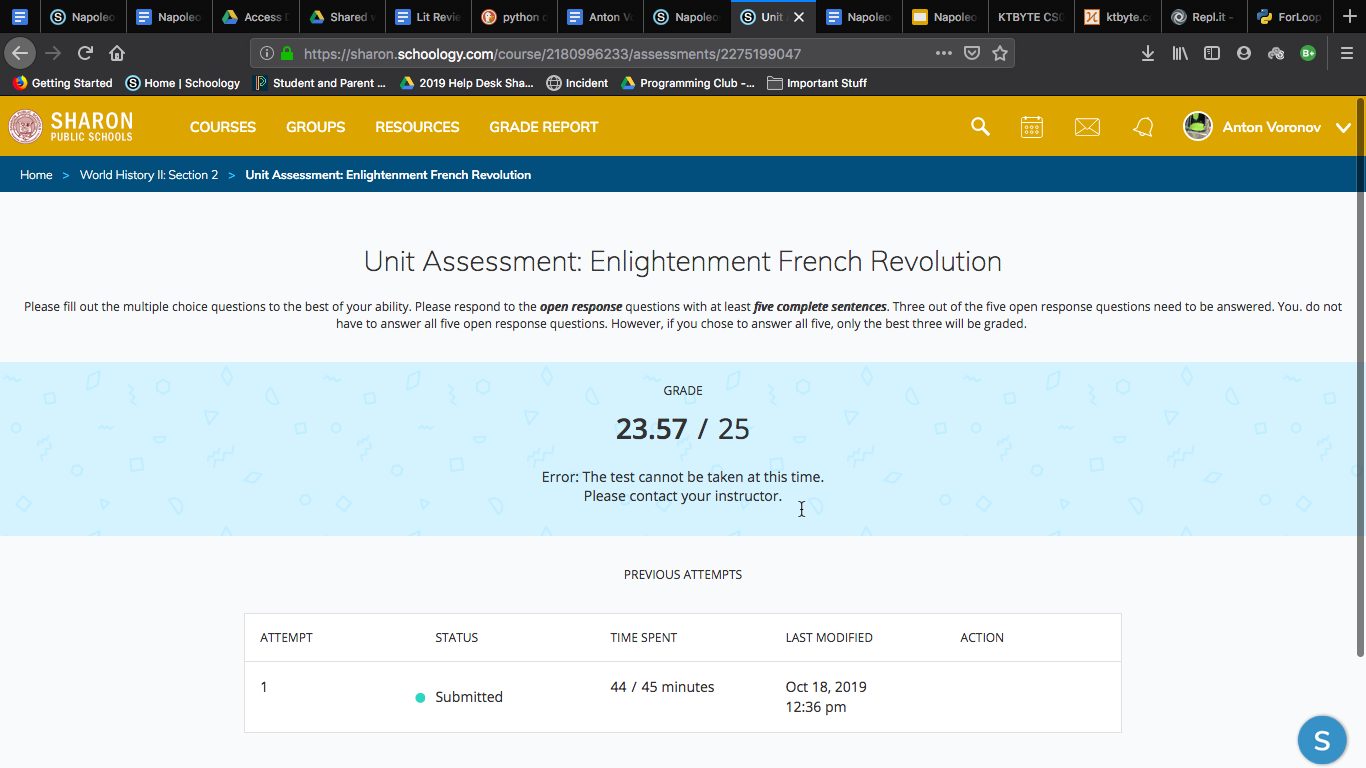 Napoleo
Napoleo
Access D
Shared w
Lit Revie
python c
Anton Vo
Napoleo
Unit
Napoleo
Napoleo
KTBYTE CSC
ktbyte.c
Repl.it -
ForLoop
https://sharon.schoology.com/course/2180996233/assessments/2275199047
B+
Getting Started
Home | Schoology
Student and Parent ...
2019 Help Desk Sha...
Incident
Programming Club -...
Important Stuff
SHARON
PUBLIC SCHOOLS
COURSES GROUPS RESOURCES GRADE REPORT
Anton Voronov
Home > World History II: Section 2 > Unit Assessment: Enlightenment French Revolution
Unit Assessment: Enlightenment French Revolution
Please fill out the multiple choice questions to the best of your ability. Please respond to the open response questions with at least five complete sentences. Three out of the five open response questions need to be answered. You. do not
have to answer all five open response questions. However, if you chose to answer all five, only the best three will be graded.
GRADE
23.57 / 25
Error: The test cannot be taken at this time.
Please contact your instructor.
PREVIOUS ATTEMPTS
ATTEMPT STATUS TIME SPENT LAST MODIFIED ACTION
1 Submitted 44 / 45 minutes Oct 18, 2019
12:36 pm
S